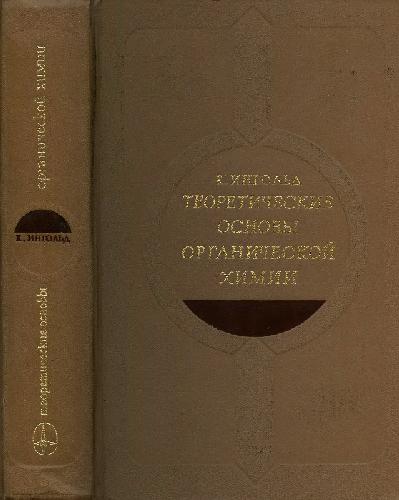 органической химии
К. ИНГОЛЬД
теоретические основы
К. ИНГОЛЬД
ТЕОРЕТИЧЕСКИЕ
ОСНОВЫ
ОРГАНИЧЕСКОЙ
ХИМИИ